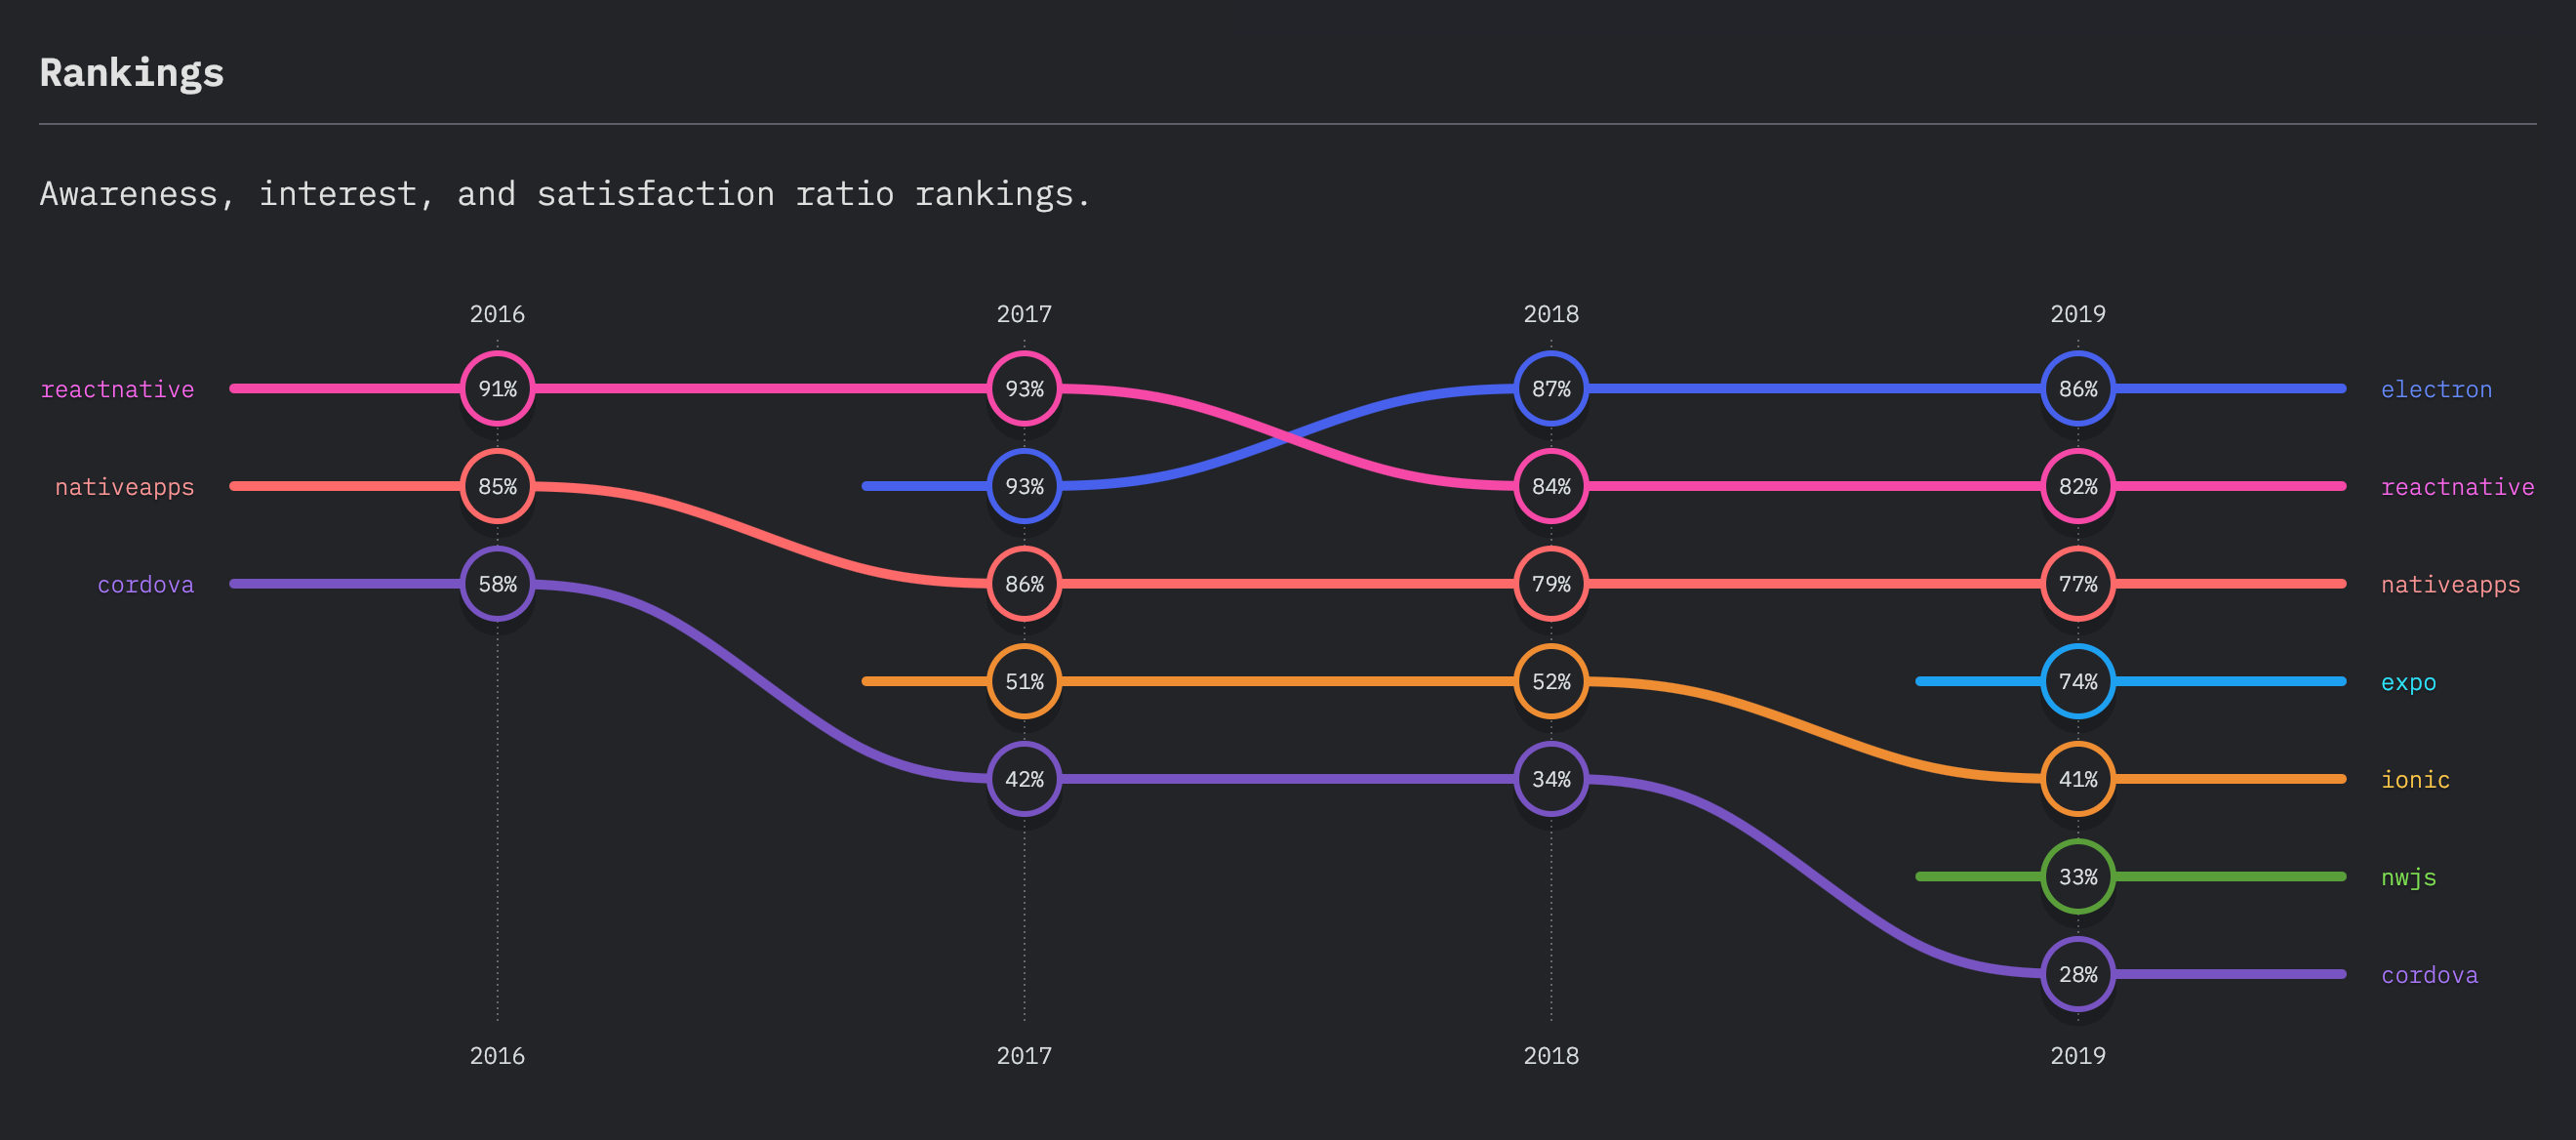 Rankings
Awareness, interest, and satisfaction ratio rankings.
2016 2017 2018 2019
reactnative 91% 93% 87% 86% electron
nativeapps 85% 93% 84% 82% reactnative
cordova 58% 86% 79% 77% nativeapps
51% 52% 74% expo
42% 34% 41% ionic
33% nwjs
28% cordova
2016 2017 2018 2019